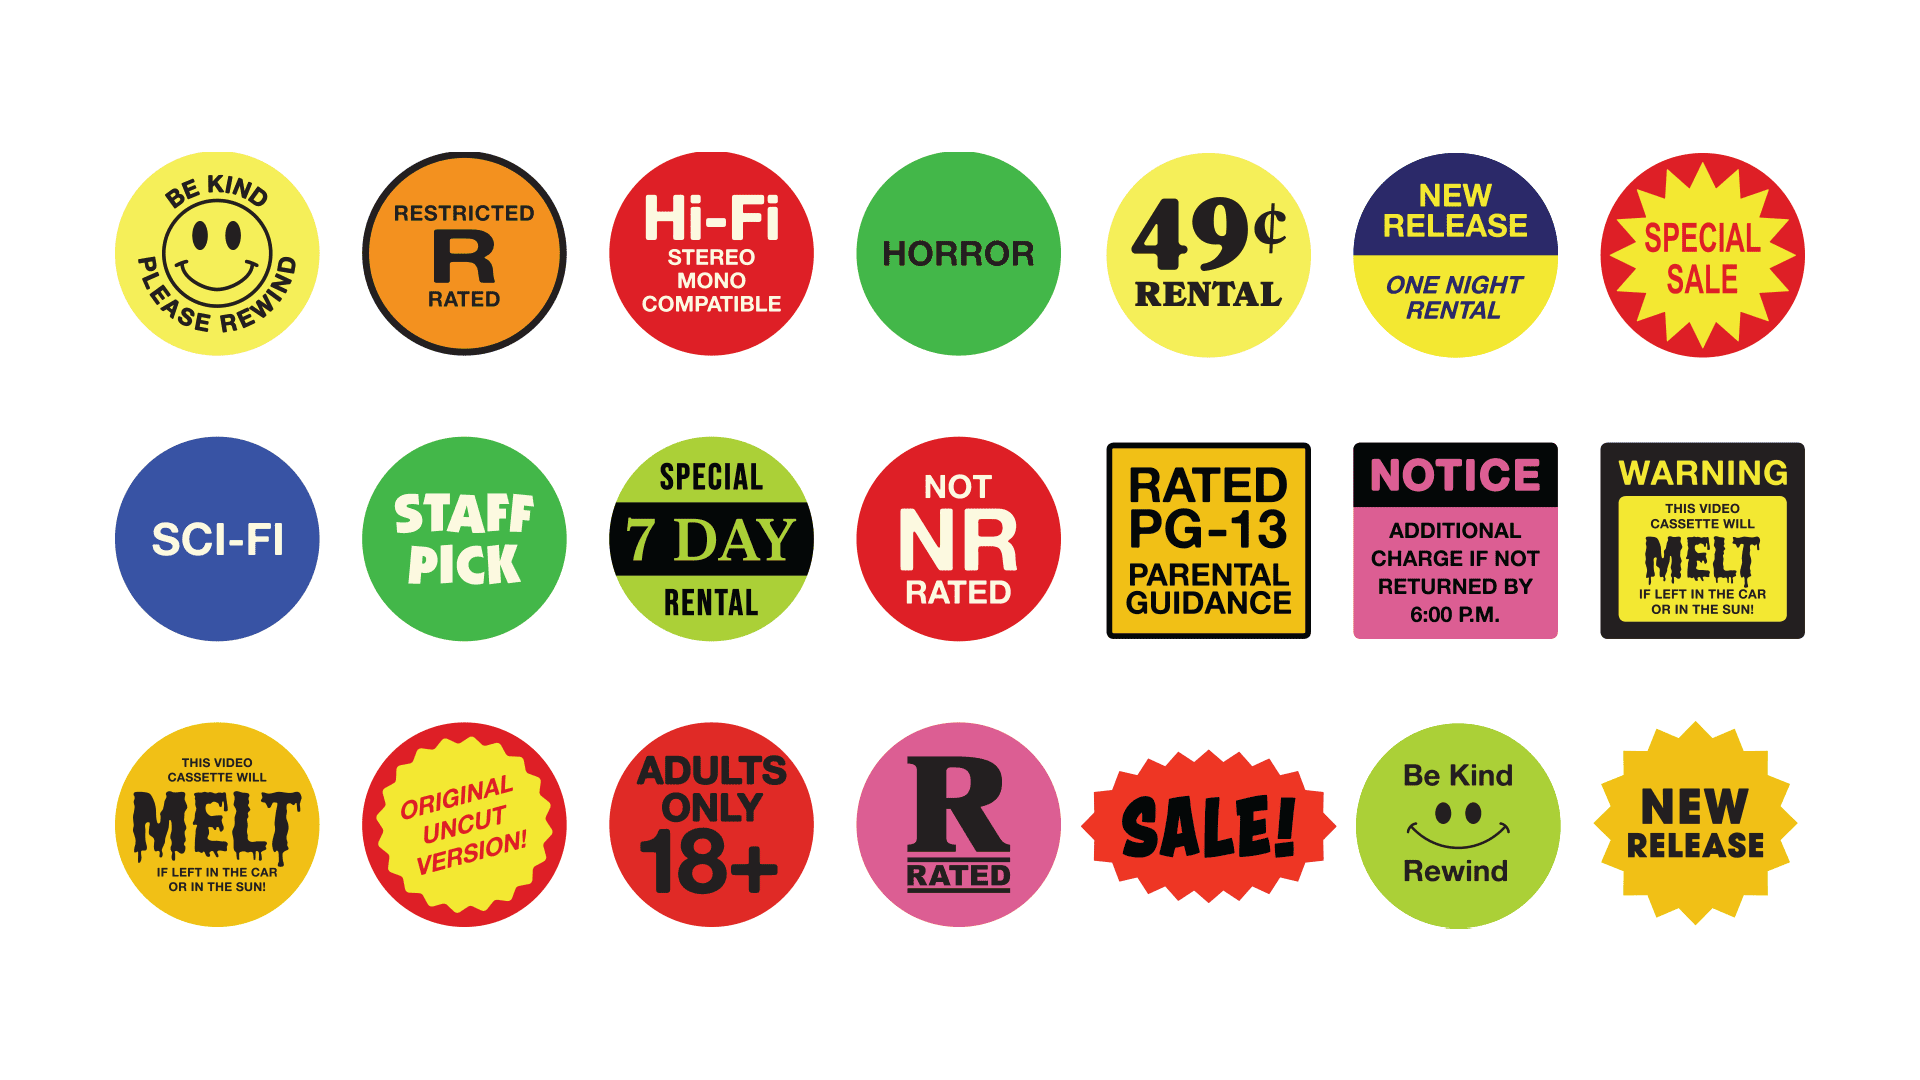 BE KIND
PLEASE REWIND
RESTRICTED
R
RATED
Hi-Fi
STEREO
MONO
COMPATIBLE
HORROR
49¢
RENTAL
NEW
RELEASE
ONE NIGHT
RENTAL
SPECIAL
SALE
SCI-FI
STAFF
PICK
SPECIAL
7 DAY
RENTAL
NOT
NR
RATED
RATED
PG-13
PARENTAL
GUIDANCE
NOTICE
ADDITIONAL
CHARGE IF NOT
RETURNED BY
6:00 P.M.
WARNING
THIS VIDEO
CASSETTE WILL
MELT
IF LEFT IN THE CAR
OR IN THE SUN!
THIS VIDEO
CASSETTE WILL
MELT
IF LEFT IN THE CAR
OR IN THE SUN!
ORIGINAL
UNCUT
VERSION!
ADULTS
ONLY
18+
R
RATED
SALE!
Be Kind
Rewind
NEW
RELEASE